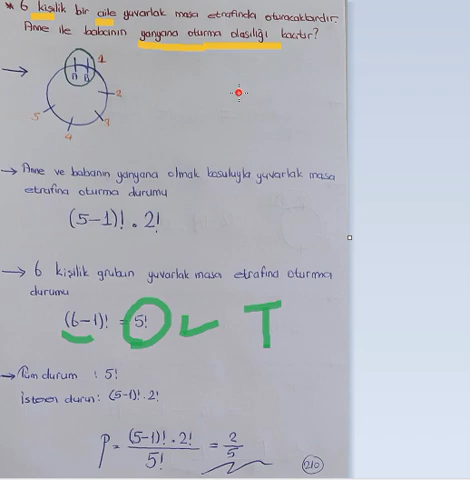 * 6 kişilik bir aile yuvarlak masa etrafında oturacaklardır.
Anne ile babanın yanyana oturma olasılığı kaçtır?
→ 1
A B
2
3
4
5
→ Anne ve babanın yanyana olmak koşuluyla yuvarlak masa
etrafına oturma durumu
(5-1)! . 2!
→ 6 kişilik grubun yuvarlak masa etrafına oturma
durumu
(6-1)! = 5! T
→ Tüm durum : 5!
İstenen durum : (5-1)! . 2!
P = (5-1)! . 2! / 5! = 2/5
210